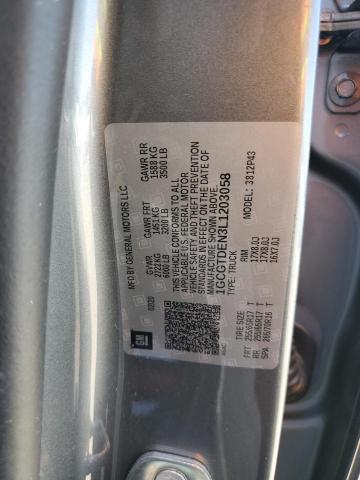 MFD BY GENERAL MOTORS LLC
02/20
GVWR
2722 KG
6000 LB
GAWR FRT
1451 KG
3200 LB
GAWR RR
1588 KG
3500 LB
THIS VEHICLE CONFORMS TO ALL
APPLICABLE U.S. FEDERAL MOTOR
VEHICLE SAFETY AND THEFT PREVENTION
STANDARDS IN EFFECT ON THE DATE OF
MANUFACTURE SHOWN ABOVE.
1GCGTDEN3L1203058
TYPE: TRUCK
MODEL: 3812P43
GM
TIRE SIZE
RIM
FRT 255/65R17 T 17X8.0J
RR 255/65R17 T 17X8.0J
SPA 265/70R16 T 16X7.0J